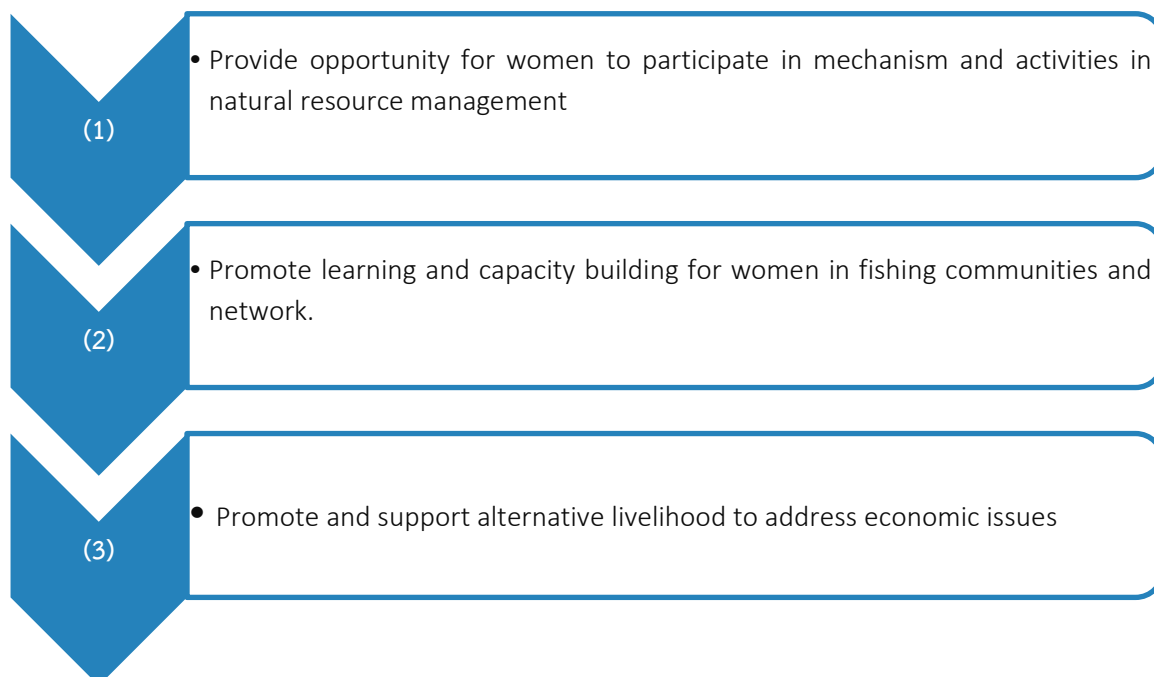 (1)
• Provide opportunity for women to participate in mechanism and activities in
natural resource management
(2)
• Promote learning and capacity building for women in fishing communities and
network.
(3)
• Promote and support alternative livelihood to address economic issues